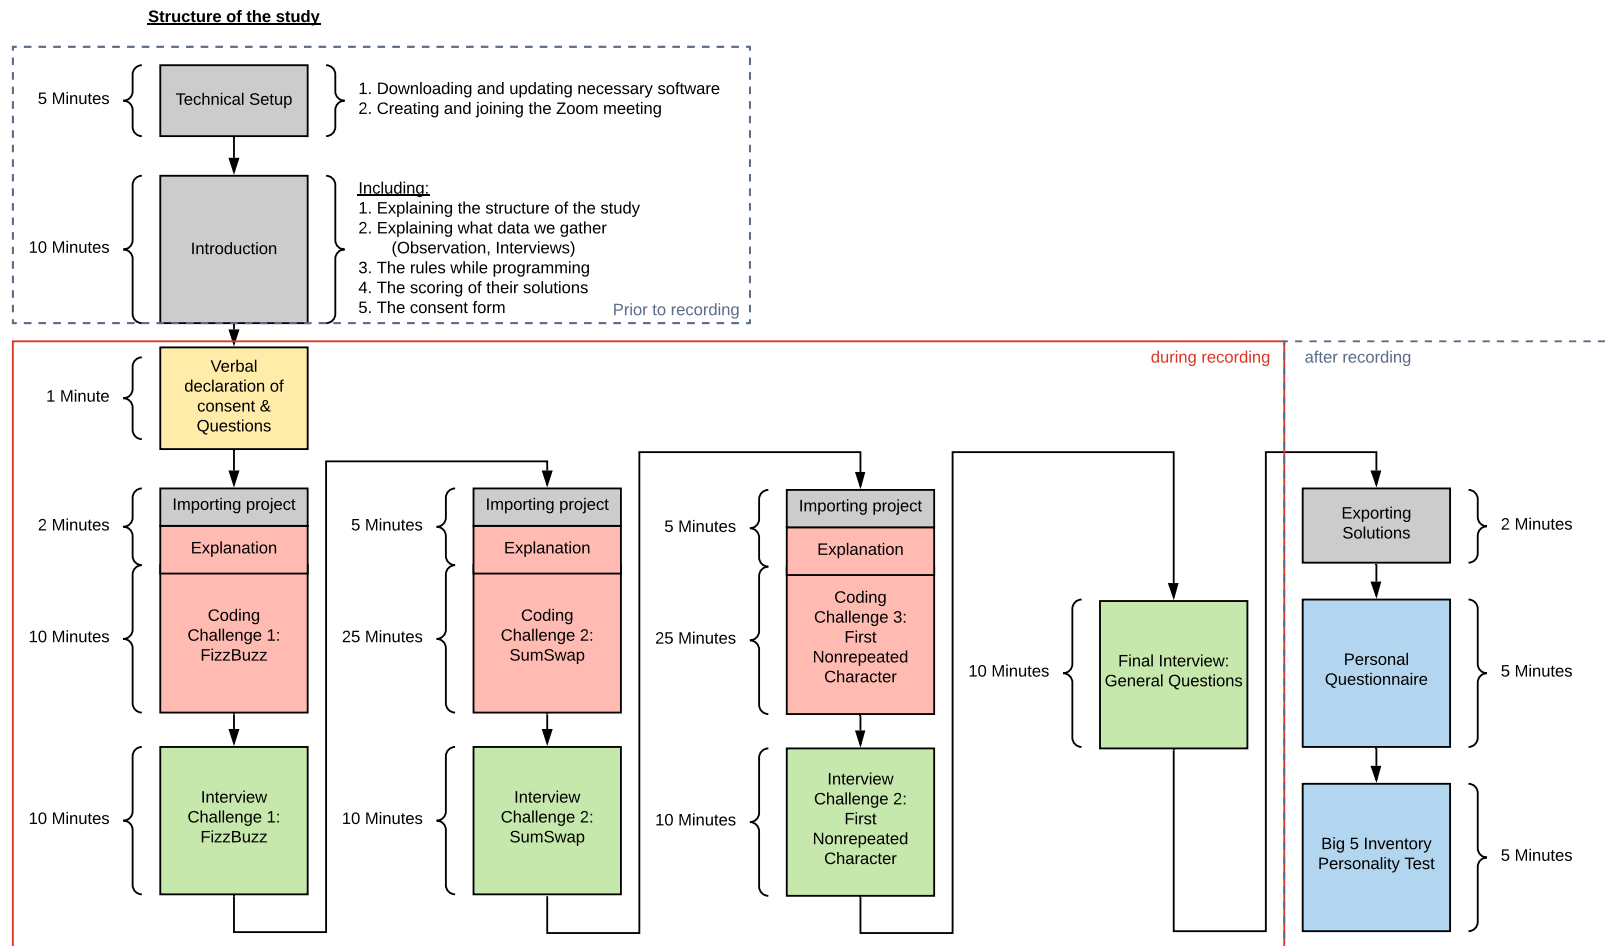 Structure of the study
5 Minutes
Technical Setup
1. Downloading and updating necessary software
2. Creating and joining the Zoom meeting
10 Minutes
Introduction
Including:
1. Explaining the structure of the study
2. Explaining what data we gather
(Observation, Interviews)
3. The rules while programming
4. The scoring of their solutions
5. The consent form
Prior to recording
during recording
after recording
1 Minute
Verbal
declaration of
consent &
Questions
2 Minutes
Importing project
Explanation
10 Minutes
Coding
Challenge 1:
FizzBuzz
10 Minutes
Interview
Challenge 1:
FizzBuzz
5 Minutes
Importing project
Explanation
25 Minutes
Coding
Challenge 2:
SumSwap
10 Minutes
Interview
Challenge 2:
SumSwap
5 Minutes
Importing project
Explanation
25 Minutes
Coding
Challenge 3:
First
Nonrepeated
Character
10 Minutes
Interview
Challenge 2:
First
Nonrepeated
Character
10 Minutes
Final Interview:
General Questions
Exporting
Solutions
2 Minutes
Personal
Questionnaire
5 Minutes
Big 5 Inventory
Personality Test
5 Minutes